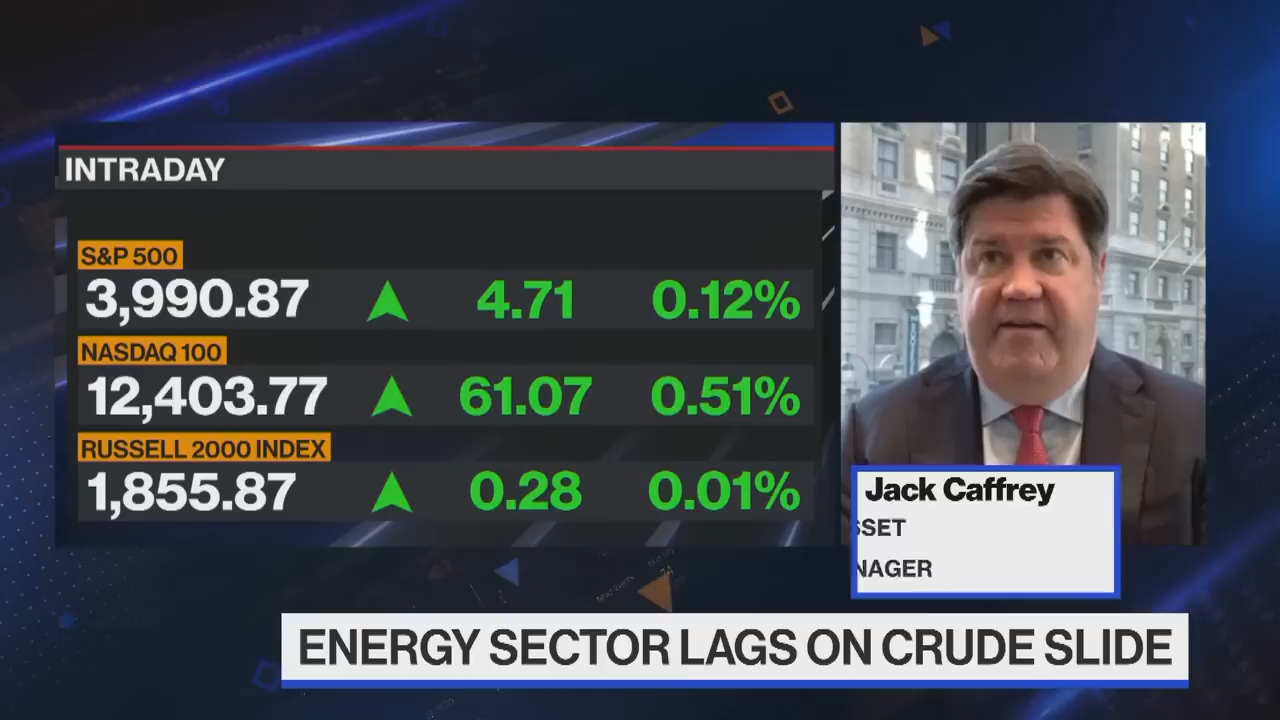 INTRADAY
S&P 500
3,990.87 ▲ 4.71 0.12%
NASDAQ 100
12,403.77 ▲ 61.07 0.51%
RUSSELL 2000 INDEX
1,855.87 ▲ 0.28 0.01%
Jack Caffrey
SSET
NAGER
ENERGY SECTOR LAGS ON CRUDE SLIDE